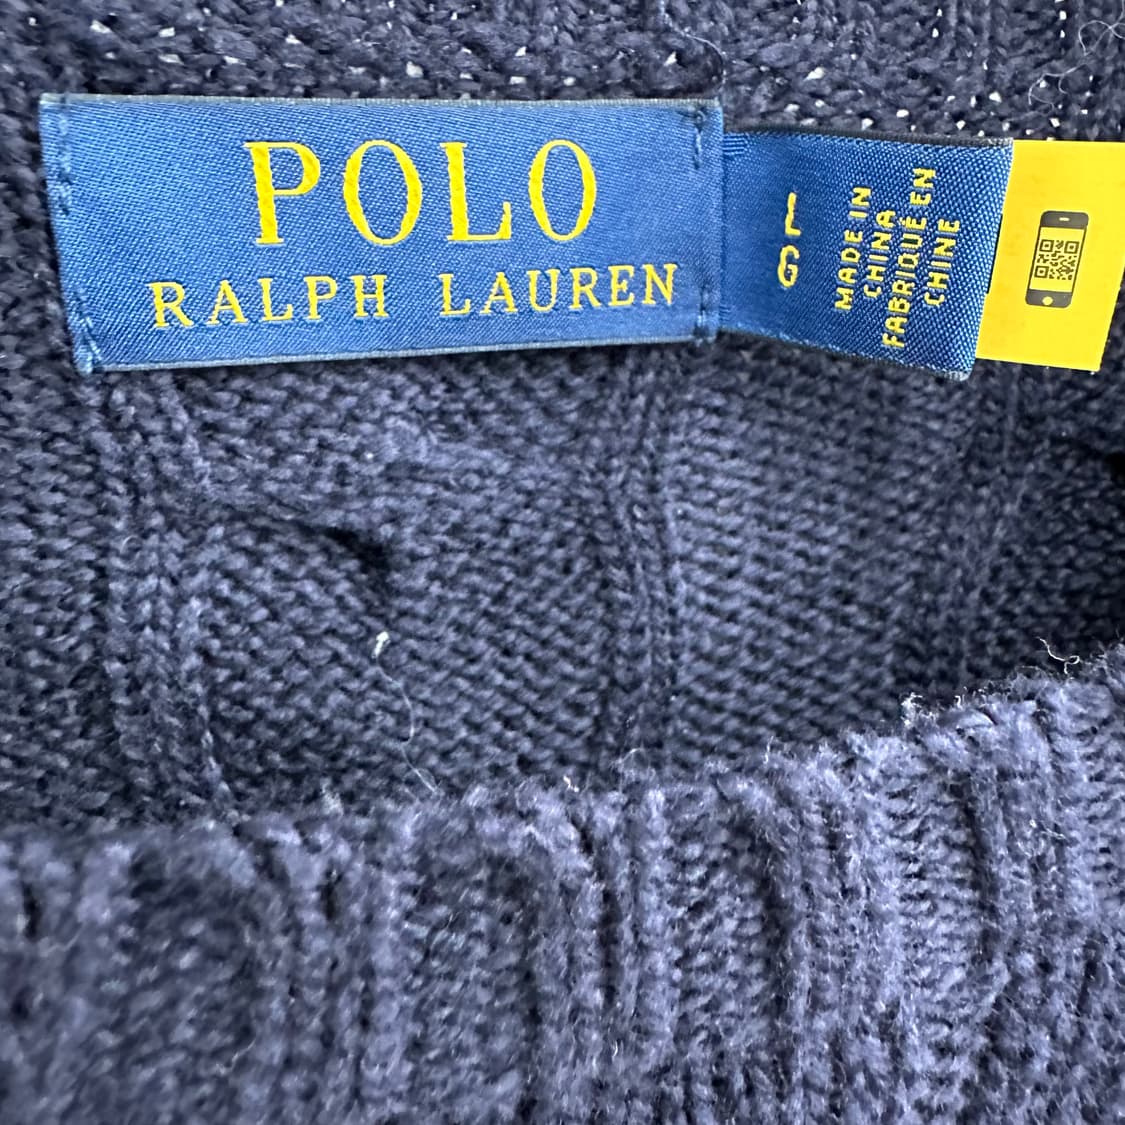 POLO
RALPH LAUREN
L
G
MADE IN
CHINA
FABRIQUÉ EN
CHINE